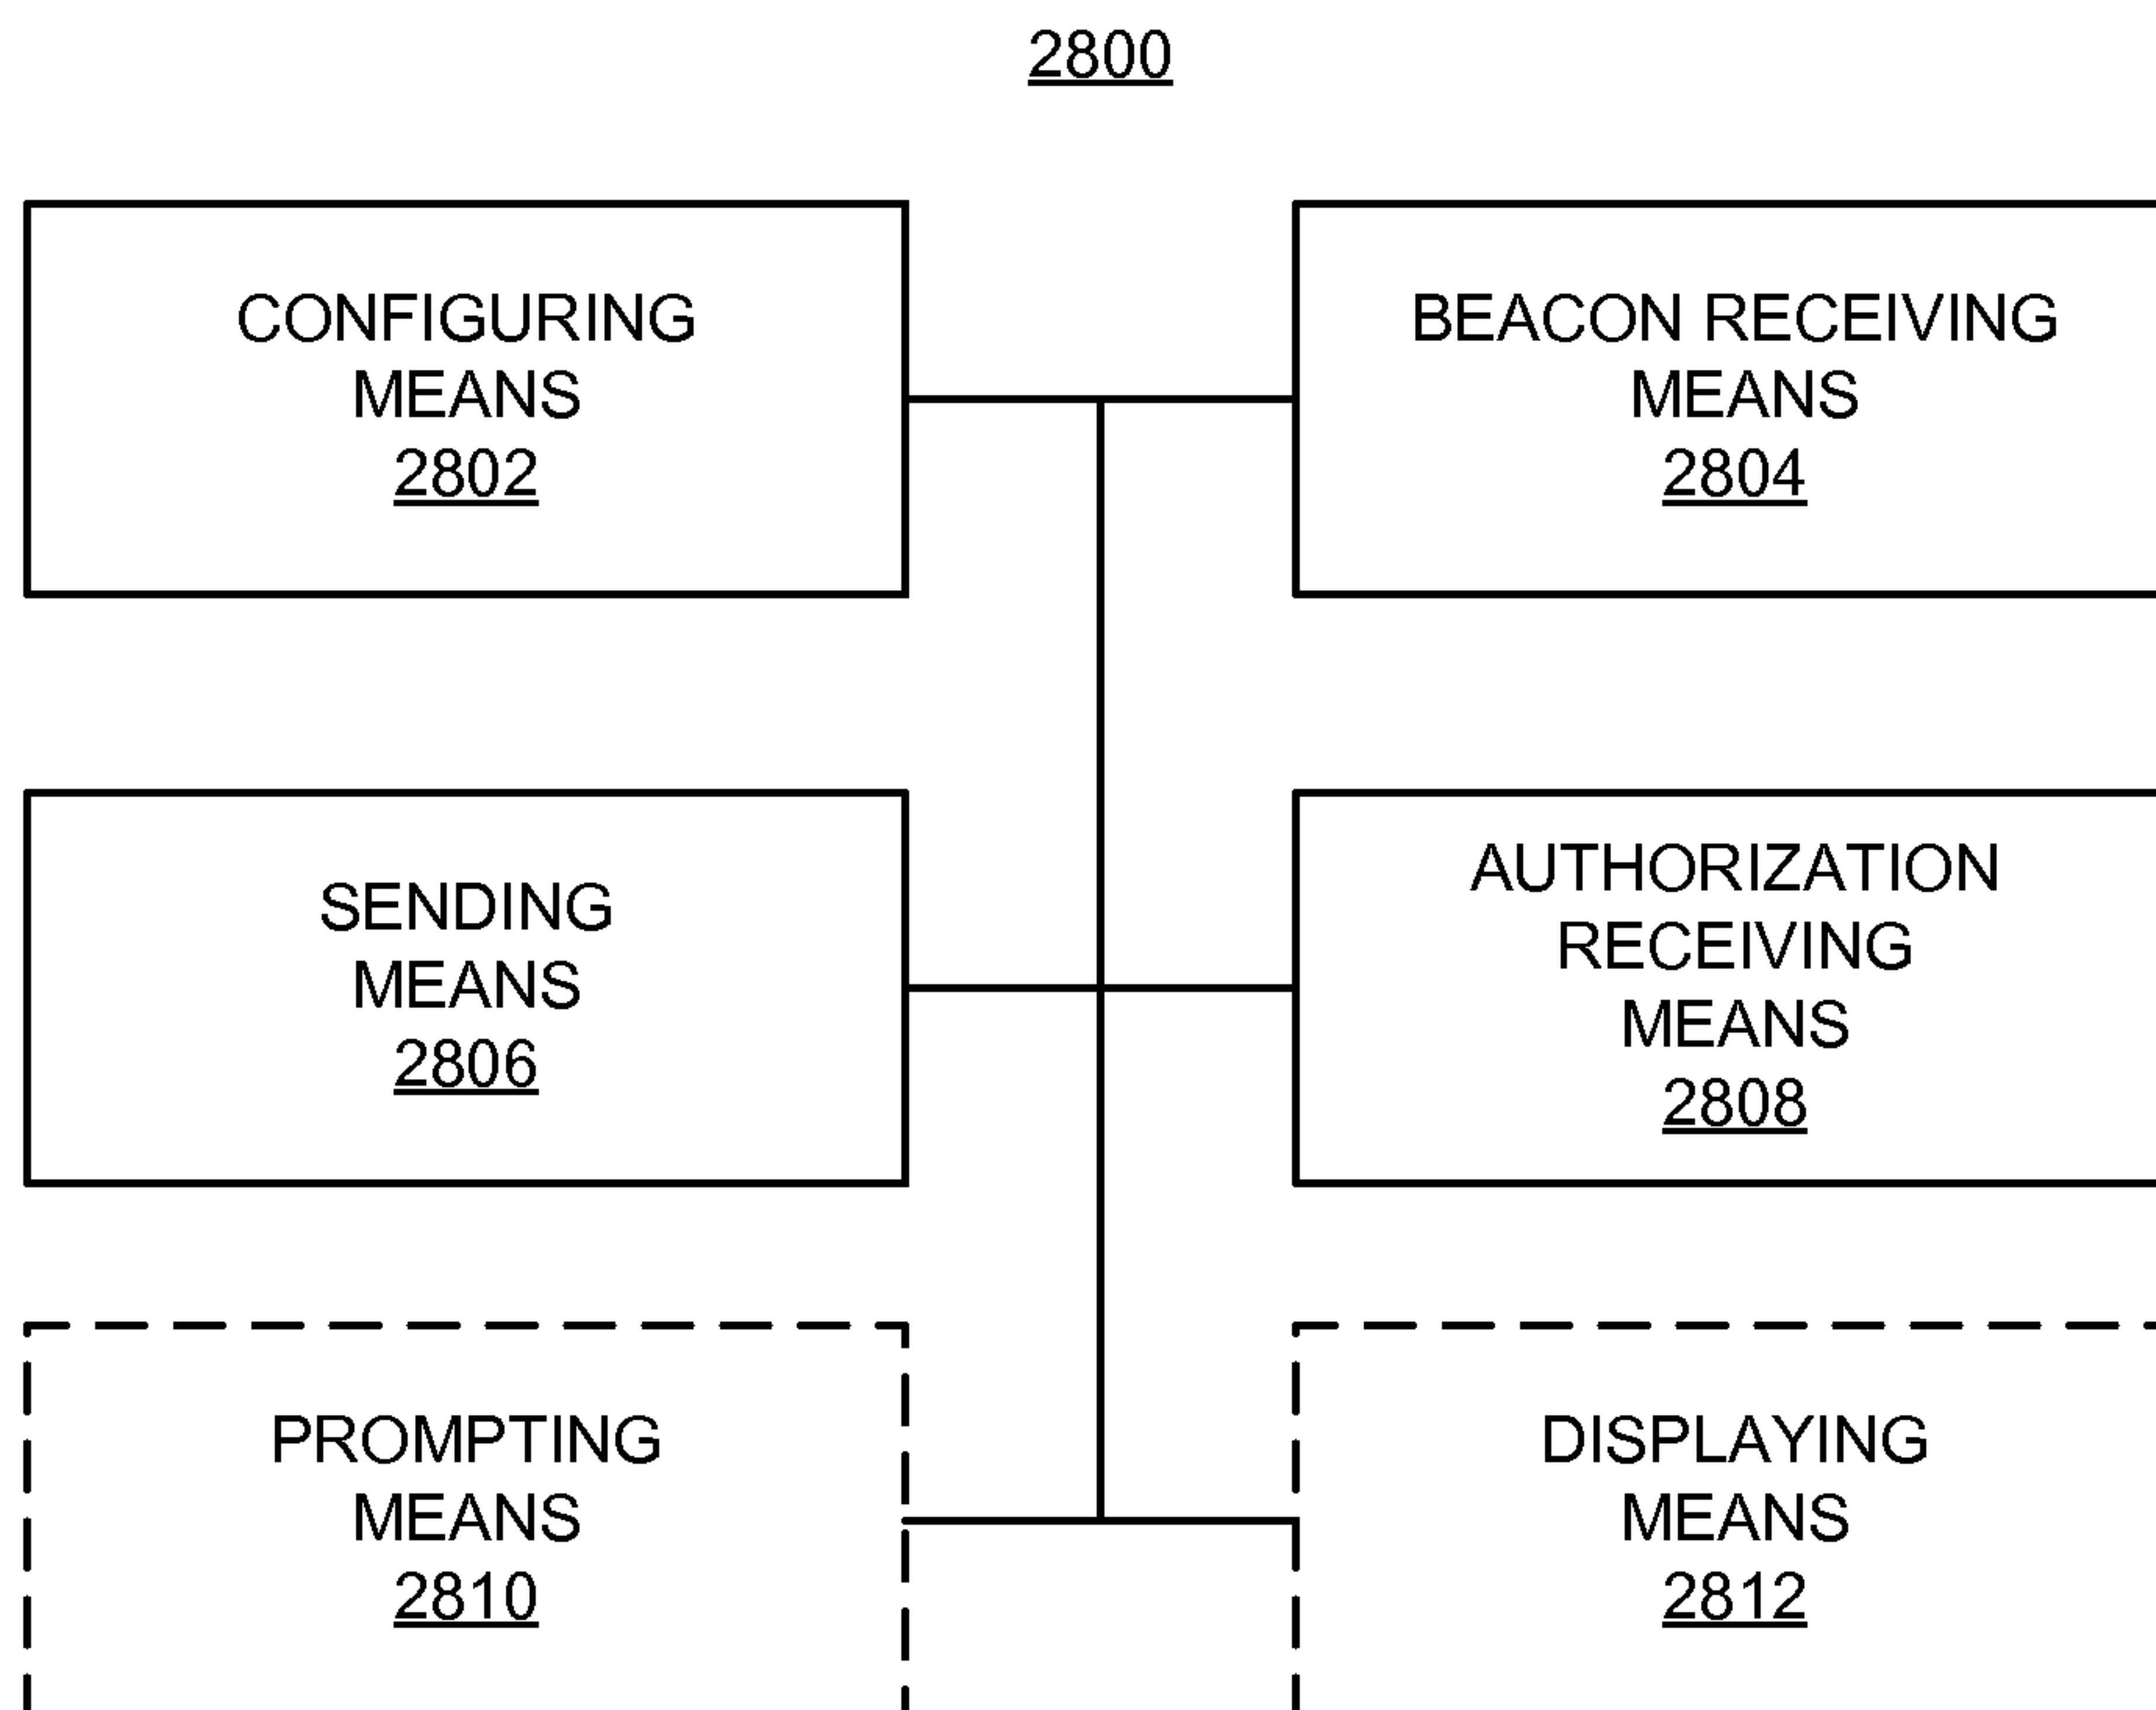 2800
CONFIGURING
MEANS
2802
BEACON RECEIVING
MEANS
2804
SENDING
MEANS
2806
AUTHORIZATION
RECEIVING
MEANS
2808
PROMPTING
MEANS
2810
DISPLAYING
MEANS
2812